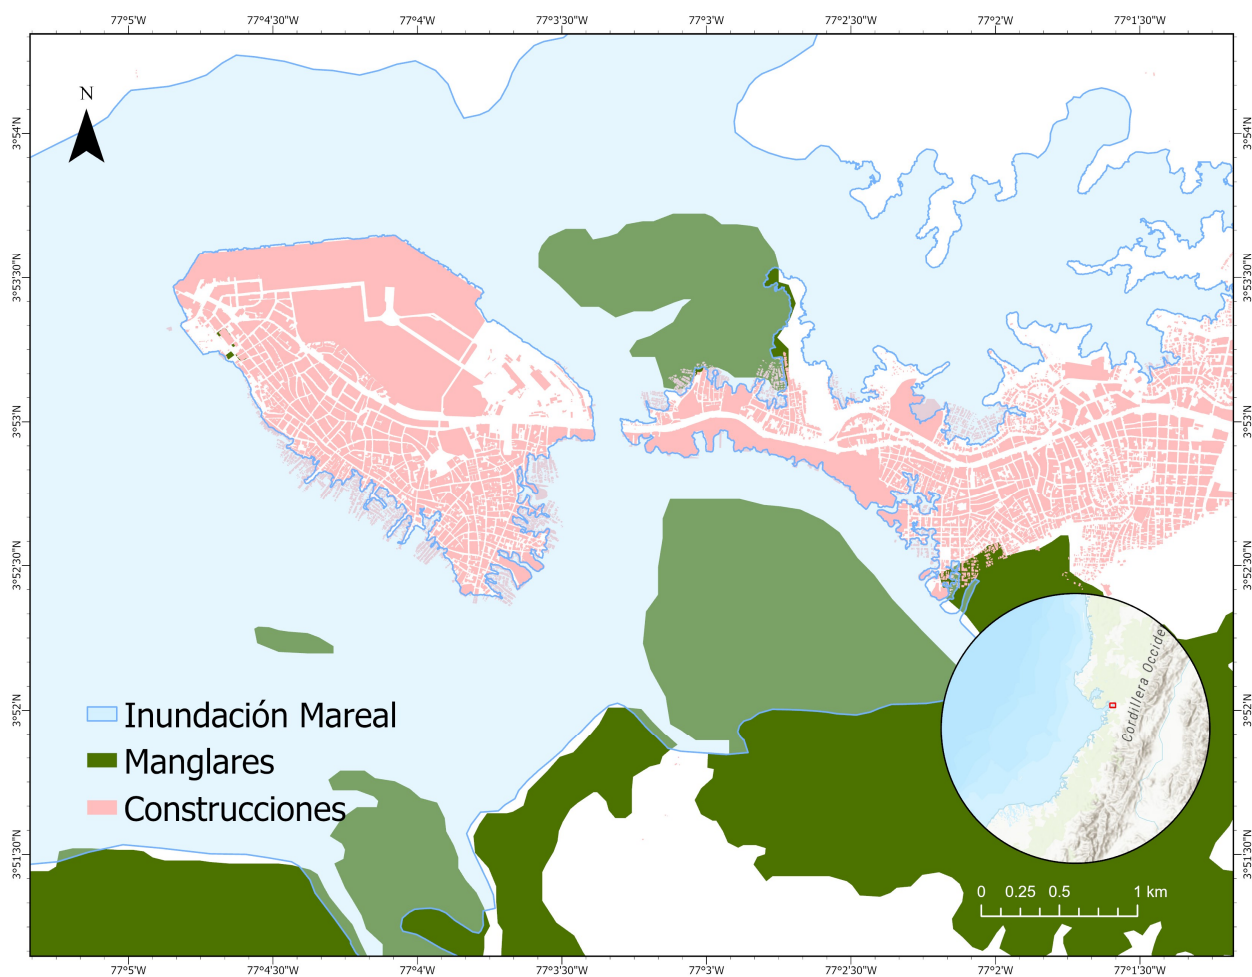 77°5'W 77°4'30"W 77°4'W 77°3'30"W 77°3'W 77°2'30"W 77°2'W 77°1'30"W
N
3°54'N 3°54'N
3°53'30"N 3°53'30"N
3°53'N 3°53'N
3°52'30"N 3°52'30"N
3°52'N 3°52'N
3°51'30"N 3°51'30"N
Cordillera Occiden
Inundación Mareal
Manglares
Construcciones
0 0.25 0.5 1 km
77°5'W 77°4'30"W 77°4'W 77°3'30"W 77°3'W 77°2'30"W 77°2'W 77°1'30"W